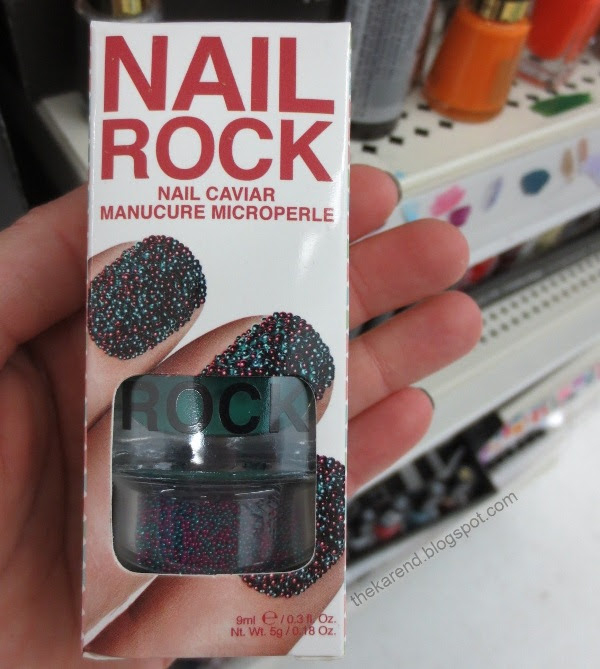 NAIL
ROCK
NAIL CAVIAR
MANUCURE MICROPERLE
ROCK
9ml ℮ / 0.3 fl. Oz.
Nt. Wt. 5g / 0.18 Oz.
thekarend.blogspot.com